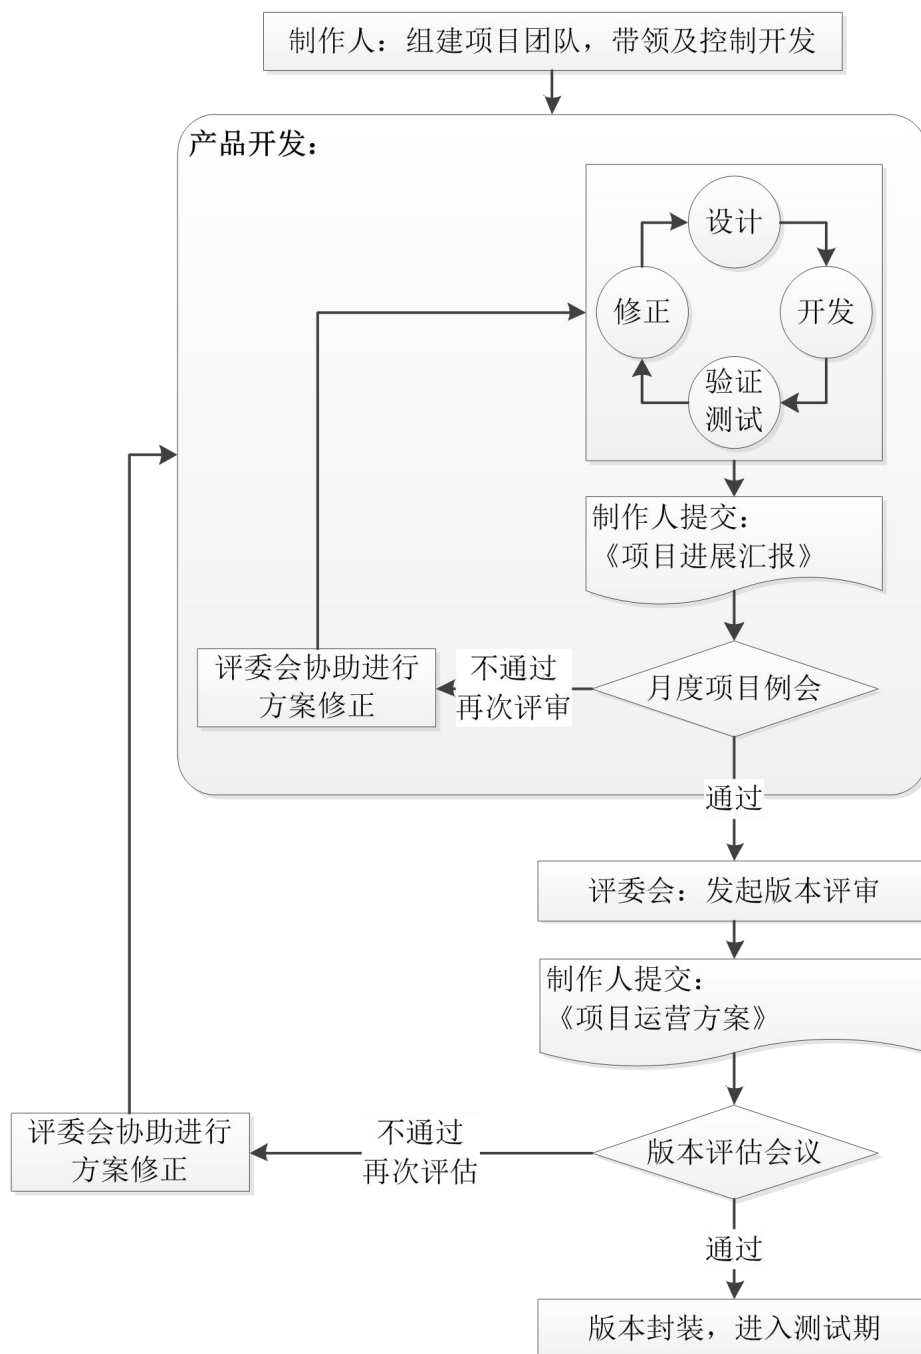 制作人：组建项目团队，带领及控制开发
产品开发：
设计
修正
开发
验证
测试
制作人提交：
《项目进展汇报》
评委会协助进行
方案修正
不通过
再次评审
月度项目例会
通过
评委会：发起版本评审
制作人提交：
《项目运营方案》
评委会协助进行
方案修正
不通过
再次评估
版本评估会议
通过
版本封装，进入测试期